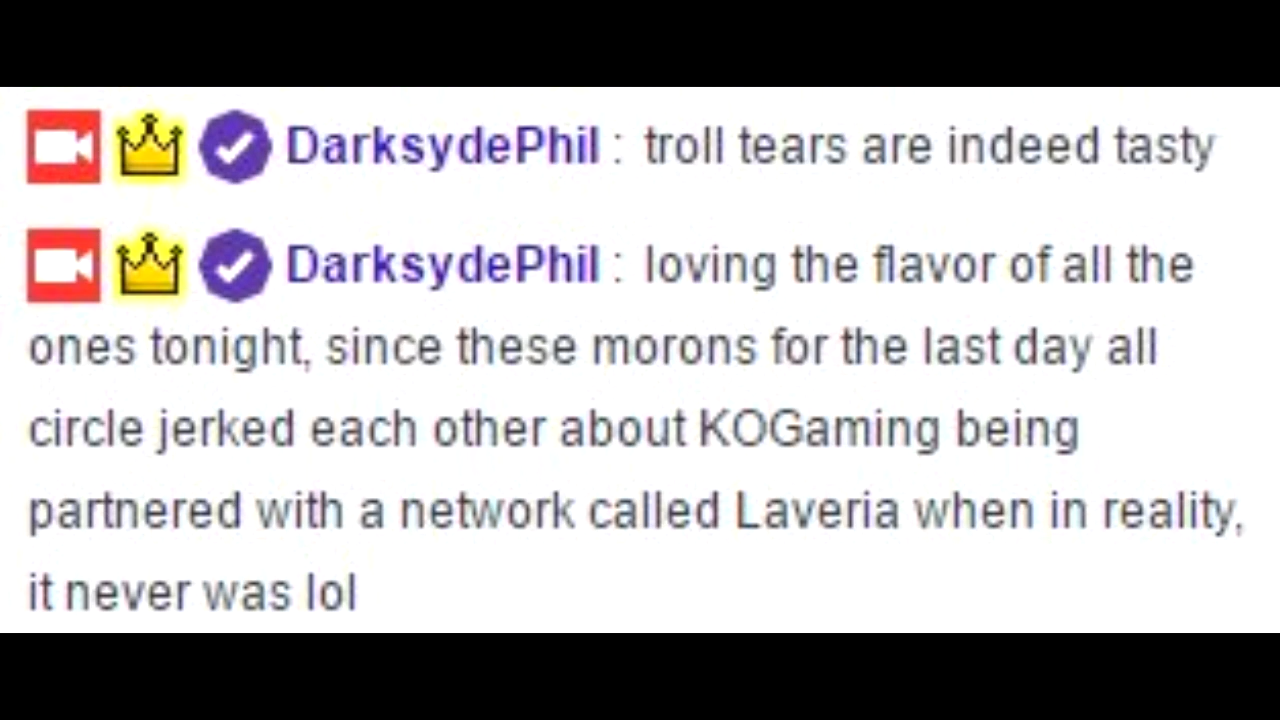 DarksydePhil : troll tears are indeed tasty
DarksydePhil : loving the flavor of all the
ones tonight, since these morons for the last day all
circle jerked each other about KOGaming being
partnered with a network called Laveria when in reality,
it never was lol